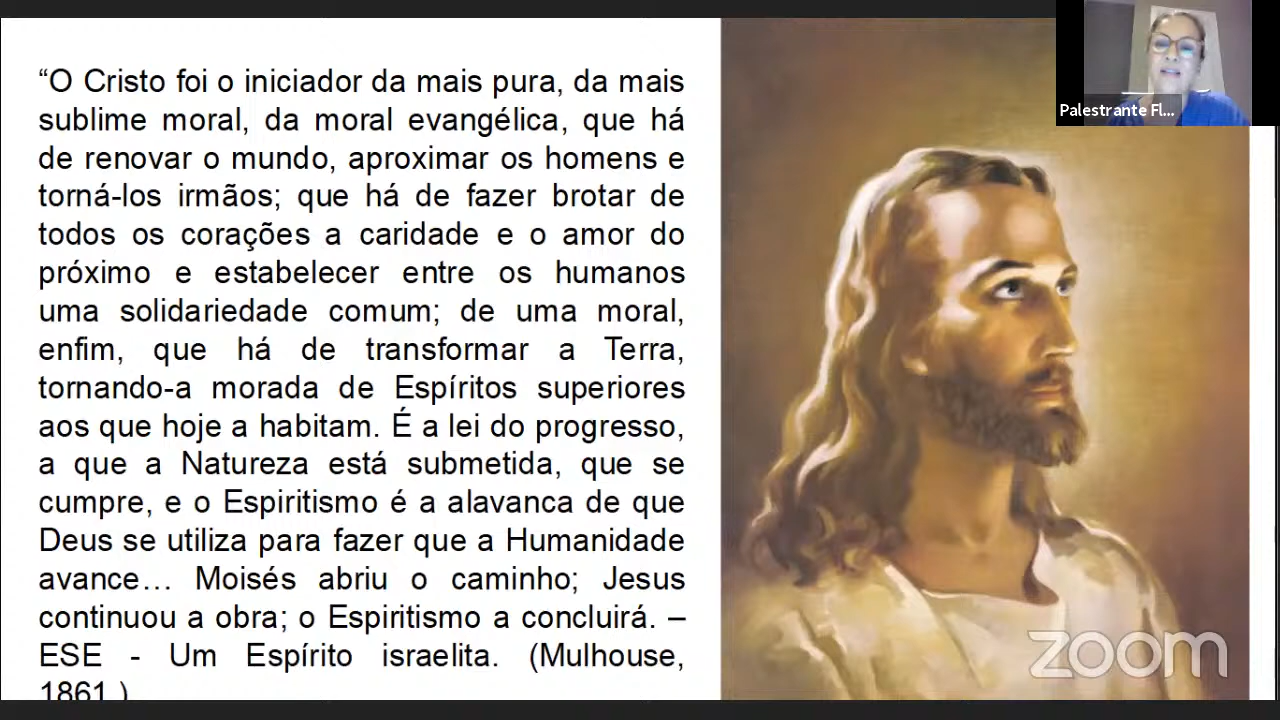 “O Cristo foi o iniciador da mais pura, da mais
sublime moral, da moral evangélica, que há
de renovar o mundo, aproximar os homens e
torná-los irmãos; que há de fazer brotar de
todos os corações a caridade e o amor do
próximo e estabelecer entre os humanos
uma solidariedade comum; de uma moral,
enfim, que há de transformar a Terra,
tornando-a morada de Espíritos superiores
aos que hoje a habitam. É a lei do progresso,
a que a Natureza está submetida, que se
cumpre, e o Espiritismo é a alavanca de que
Deus se utiliza para fazer que a Humanidade
avance… Moisés abriu o caminho; Jesus
continuou a obra; o Espiritismo a concluirá. –
ESE - Um Espírito israelita. (Mulhouse,
1861.)
Palestrante Fl...
zoom